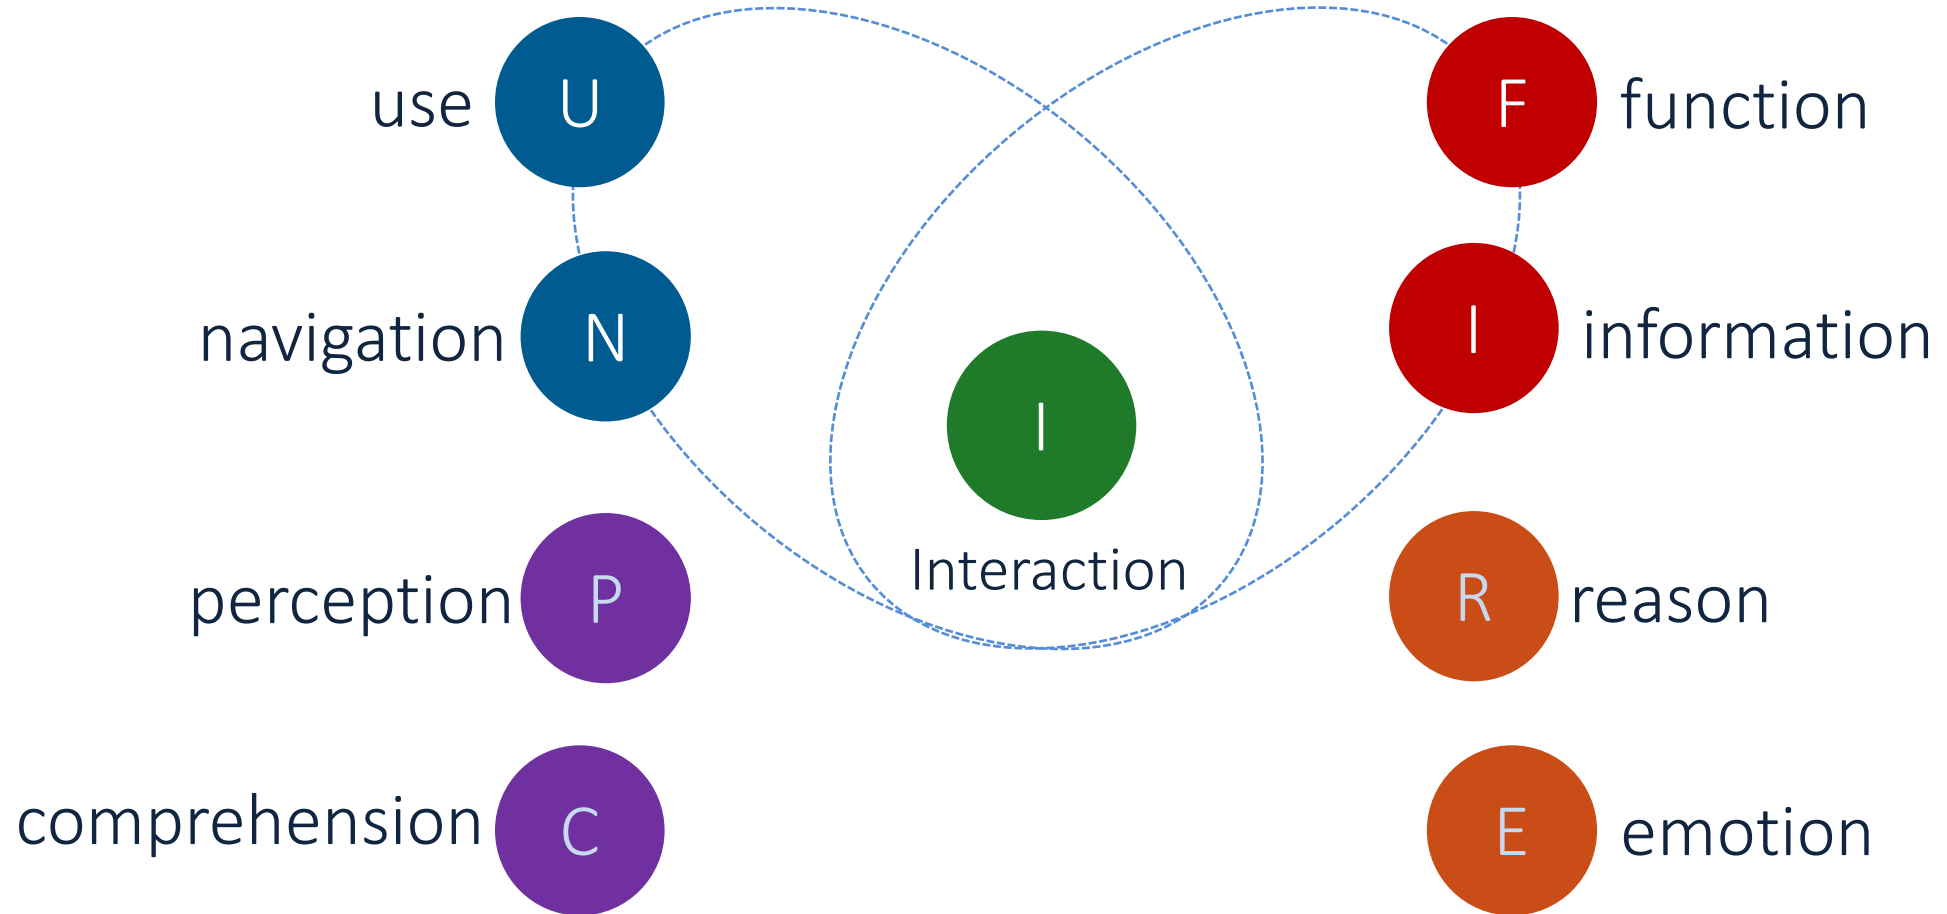 use U F function
navigation N I information
I
Interaction
perception P R reason
comprehension C E emotion